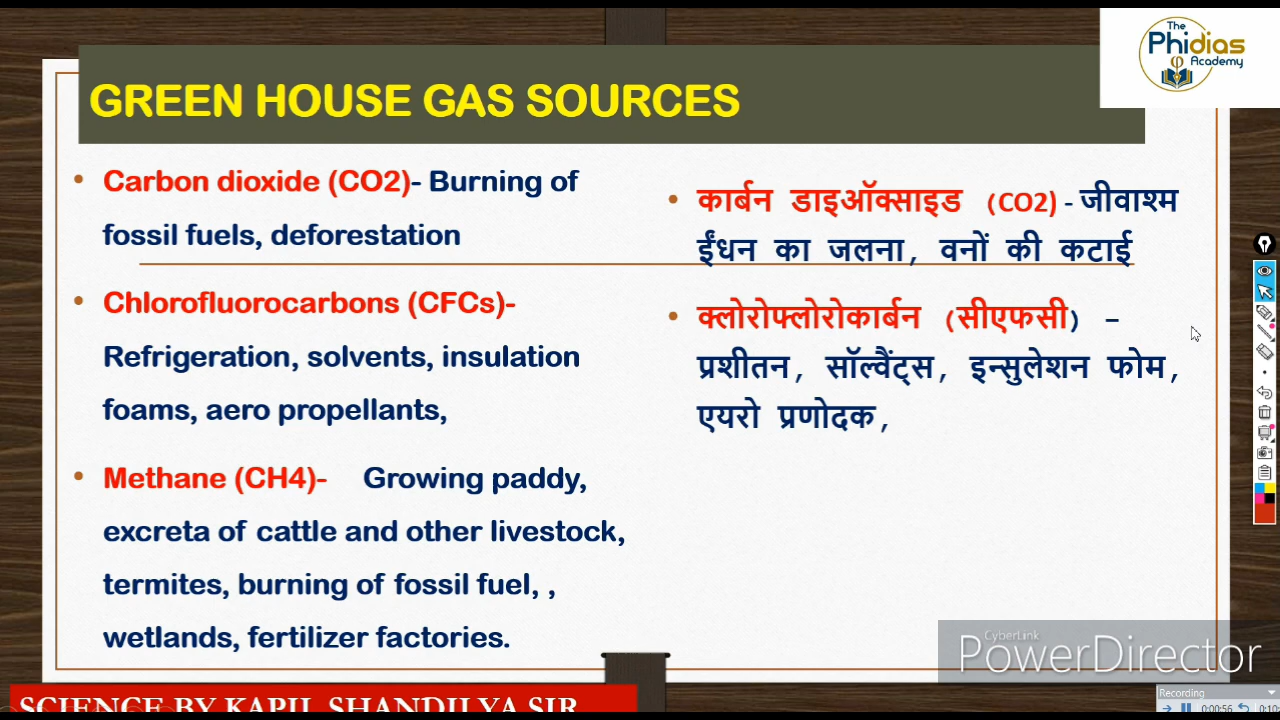 The
Phidias
Academy
GREEN HOUSE GAS SOURCES
• Carbon dioxide (CO2)- Burning of
fossil fuels, deforestation
• Chlorofluorocarbons (CFCs)-
Refrigeration, solvents, insulation
foams, aero propellants,
• Methane (CH4)- Growing paddy,
excreta of cattle and other livestock,
termites, burning of fossil fuel, ,
wetlands, fertilizer factories.
• कार्बन डाइऑक्साइड (CO2) - जीवाश्म
ईंधन का जलना, वनों की कटाई
• क्लोरोफ्लोरोकार्बन (सीएफसी) –
प्रशीतन, सॉल्वैंट्स, इन्सुलेशन फोम,
एयरो प्रणोदक,
CyberLink
PowerDirector
SCIENCE BY KAPIL SHANDILYA SIR
Recording
0:00:56